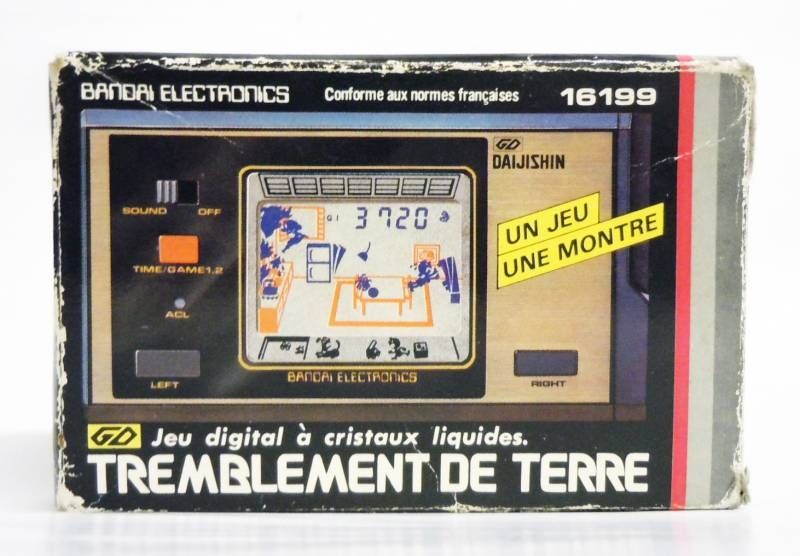 BANDAI ELECTRONICS Conforme aux normes françaises 16199
GD
DAIJISHIN
SOUND OFF
G1 3720
UN JEU
UNE MONTRE
TIME/GAME1,2
ACL
LEFT
BANDAI ELECTRONICS
RIGHT
GD Jeu digital à cristaux liquides.
TREMBLEMENT DE TERRE